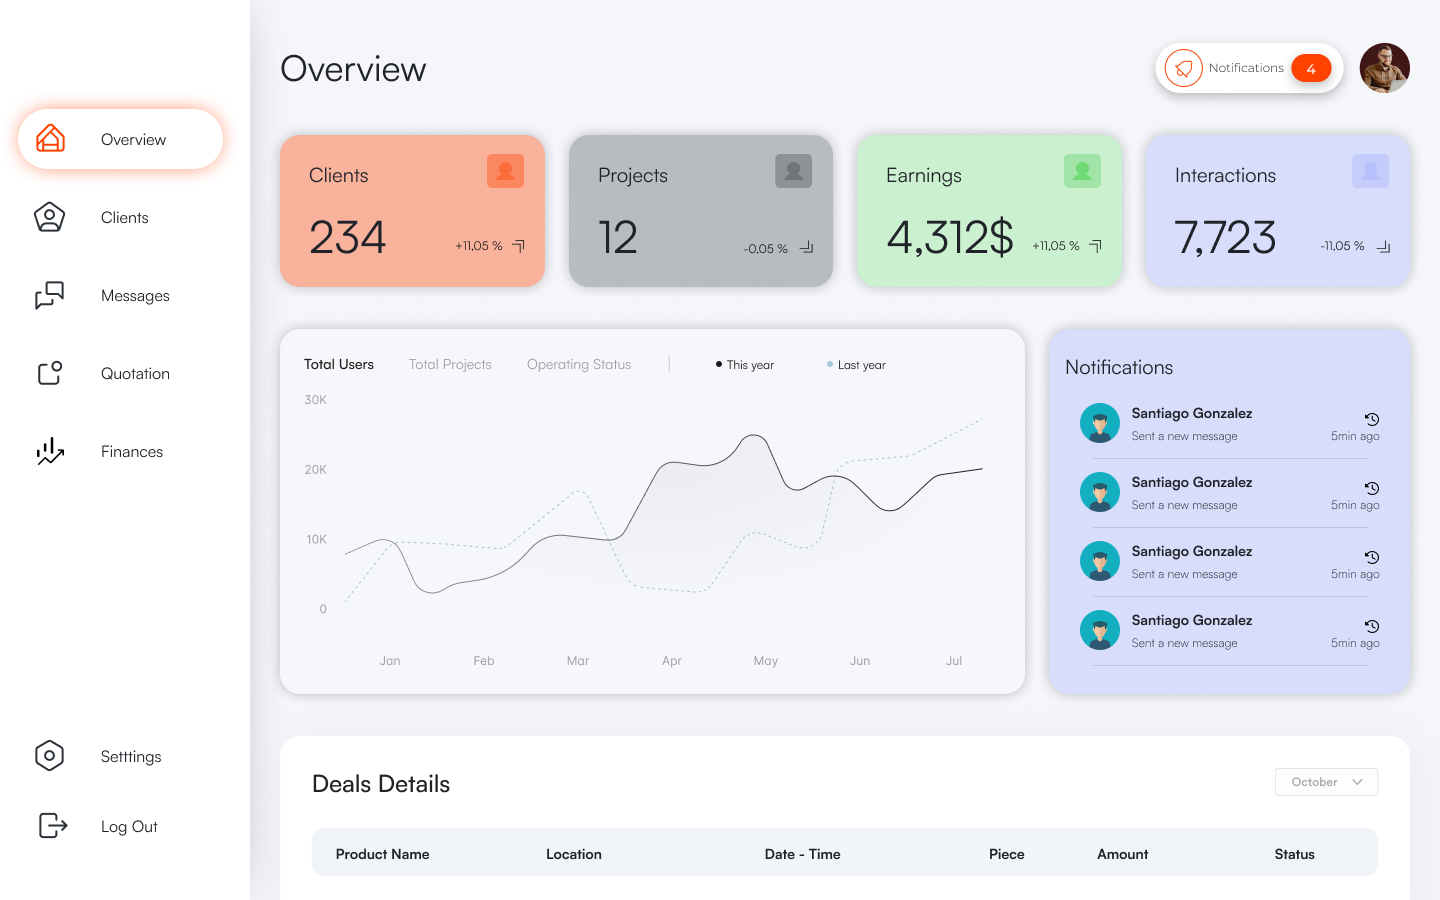 Overview
Clients
Messages
Quotation
Finances
Setttings
Log Out
Overview
Notifications 4
Clients
234
+11,05 %
Projects
12
-0,05 %
Earnings
4,312$
+11,05 %
Interactions
7,723
-11,05 %
Total Users Total Projects Operating Status This year Last year
30K
20K
10K
0
Jan Feb Mar Apr May Jun Jul
Notifications
Santiago Gonzalez
Sent a new message 5min ago
Santiago Gonzalez
Sent a new message 5min ago
Santiago Gonzalez
Sent a new message 5min ago
Santiago Gonzalez
Sent a new message 5min ago
Deals Details
October
Product Name Location Date - Time Piece Amount Status